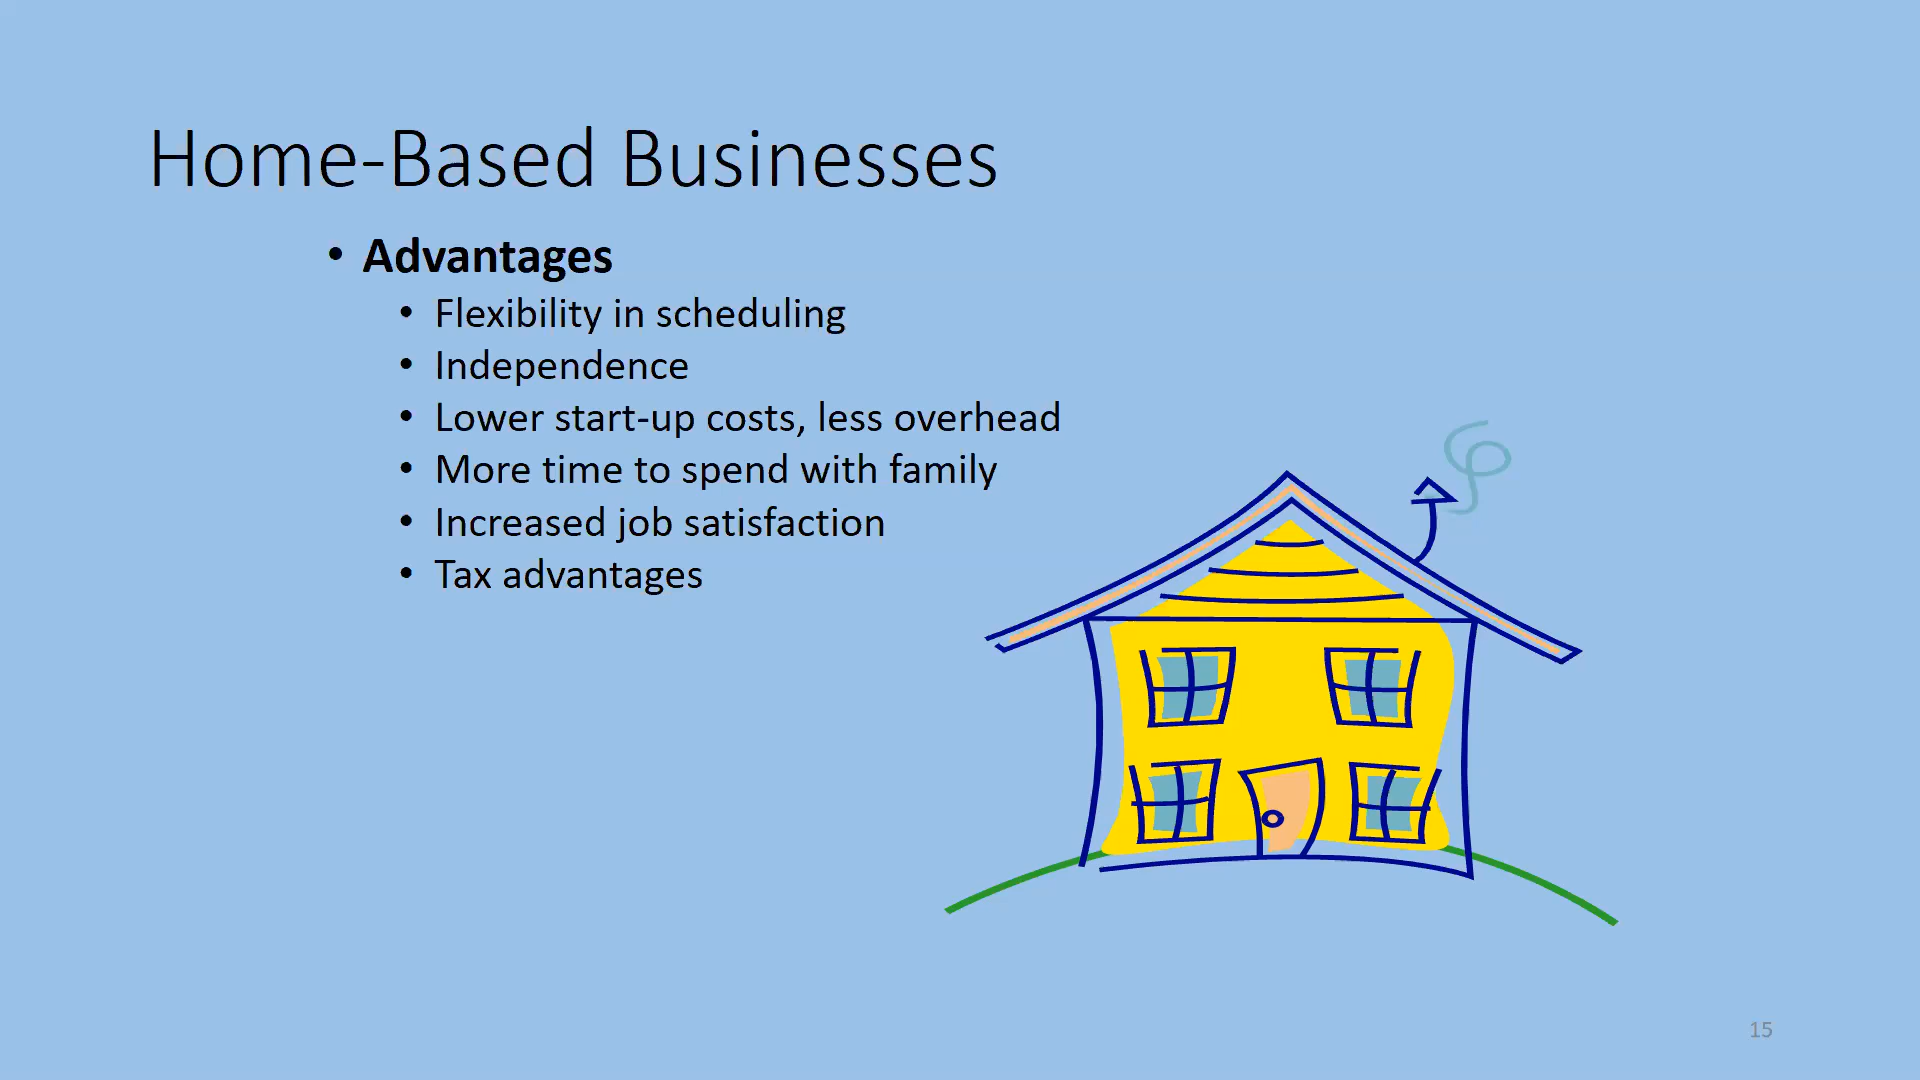 Home-Based Businesses
• Advantages
• Flexibility in scheduling
• Independence
• Lower start-up costs, less overhead
• More time to spend with family
• Increased job satisfaction
• Tax advantages
15